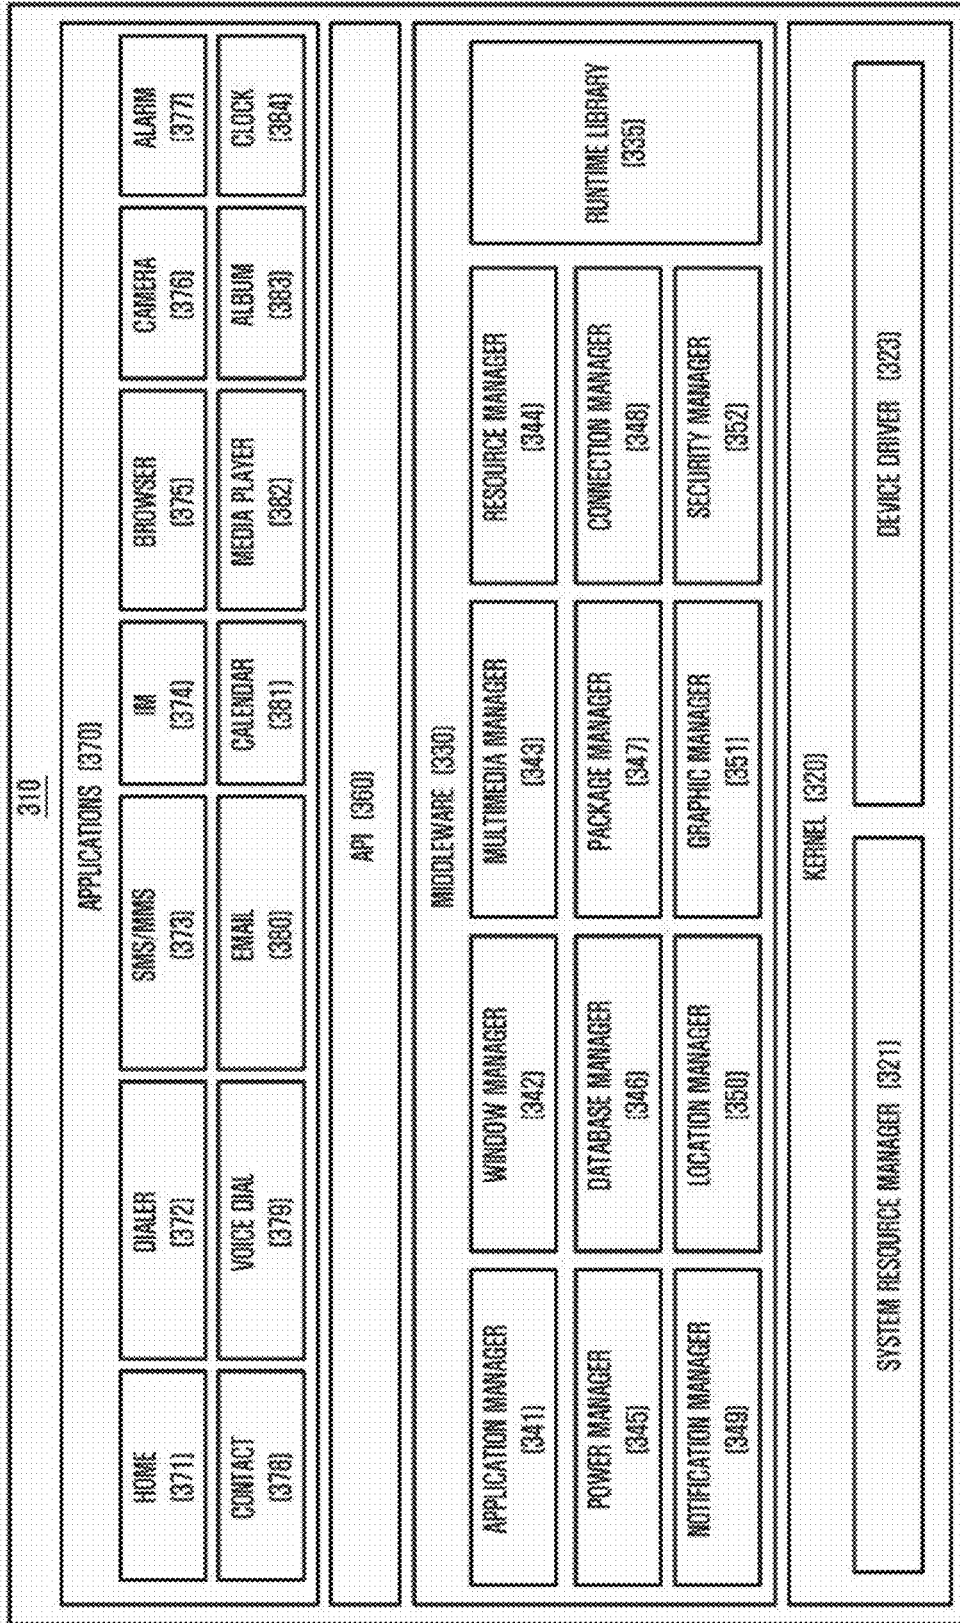 310
APPLICATIONS (370)
HOME
(371)
DIALER
(372)
SMS/MMS
(373)
IM
(374)
BROWSER
(375)
CAMERA
(376)
ALARM
(377)
CONTACT
(378)
VOICE DIAL
(379)
EMAIL
(380)
CALENDAR
(381)
MEDIA PLAYER
(382)
ALBUM
(383)
CLOCK
(384)
API (360)
MIDDLEWARE (330)
APPLICATION MANAGER
(341)
WINDOW MANAGER
(342)
MULTIMEDIA MANAGER
(343)
RESOURCE MANAGER
(344)
POWER MANAGER
(345)
DATABASE MANAGER
(346)
PACKAGE MANAGER
(347)
CONNECTION MANAGER
(348)
NOTIFICATION MANAGER
(349)
LOCATION MANAGER
(350)
GRAPHIC MANAGER
(351)
SECURITY MANAGER
(352)
RUNTIME LIBRARY
(335)
KERNEL (320)
SYSTEM RESOURCE MANAGER (321)
DEVICE DRIVER (323)